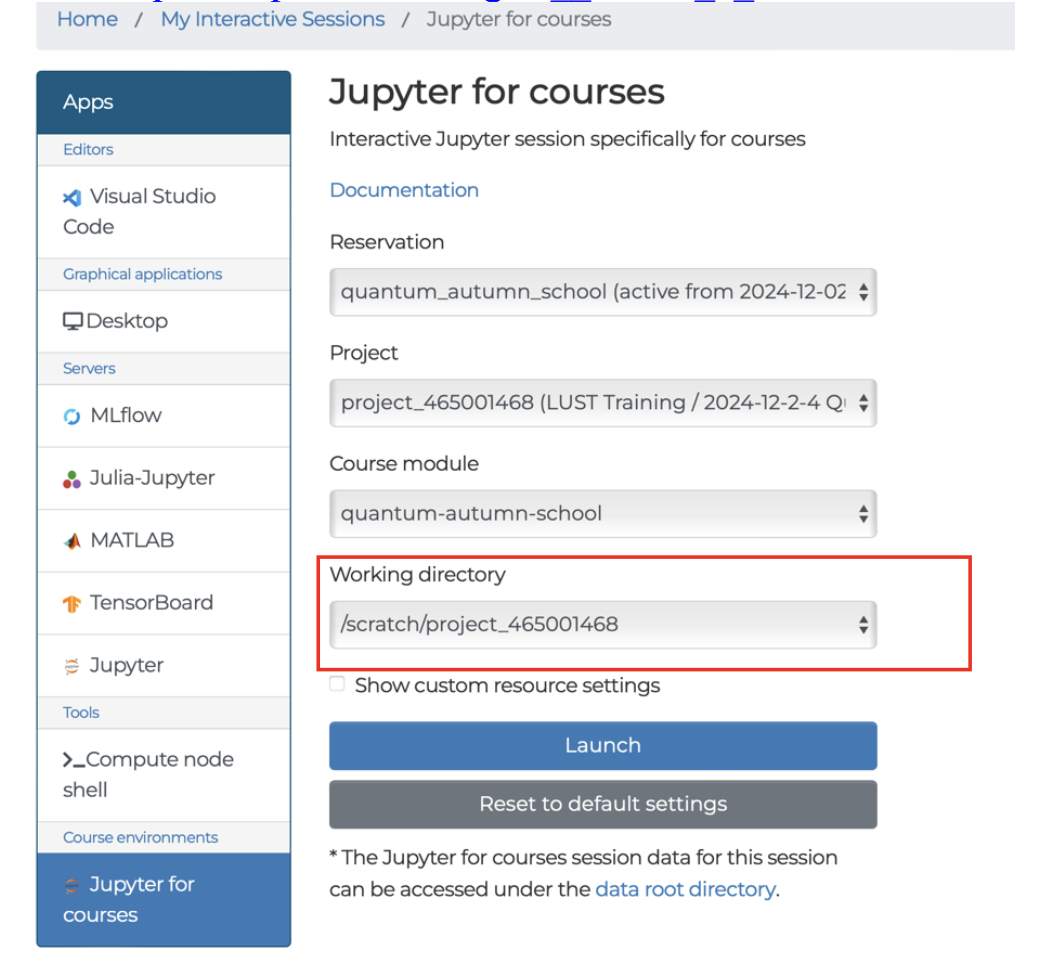 Home / My Interactive Sessions / Jupyter for courses
Apps
Editors
Visual Studio
Code
Graphical applications
Desktop
Servers
MLflow
Julia-Jupyter
MATLAB
TensorBoard
Jupyter
Tools
>_Compute node
shell
Course environments
Jupyter for
courses
Jupyter for courses
Interactive Jupyter session specifically for courses
Documentation
Reservation
quantum_autumn_school (active from 2024-12-02
Project
project_465001468 (LUST Training / 2024-12-2-4 Q
Course module
quantum-autumn-school
Working directory
/scratch/project_465001468
Show custom resource settings
Launch
Reset to default settings
* The Jupyter for courses session data for this session
can be accessed under the data root directory.